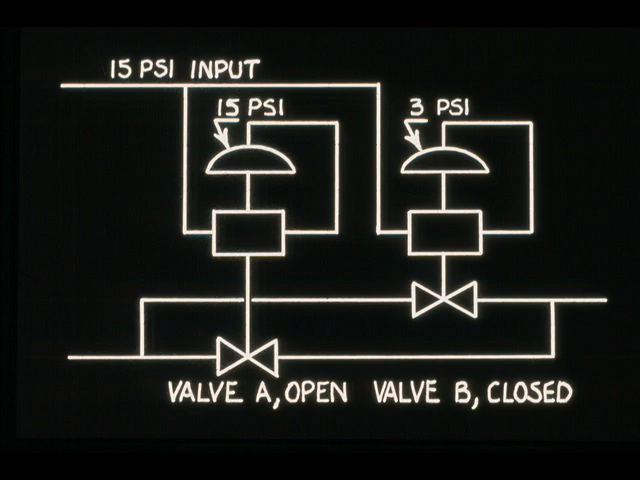 15 PSI INPUT
15 PSI
3 PSI
VALVE A, OPEN
VALVE B, CLOSED